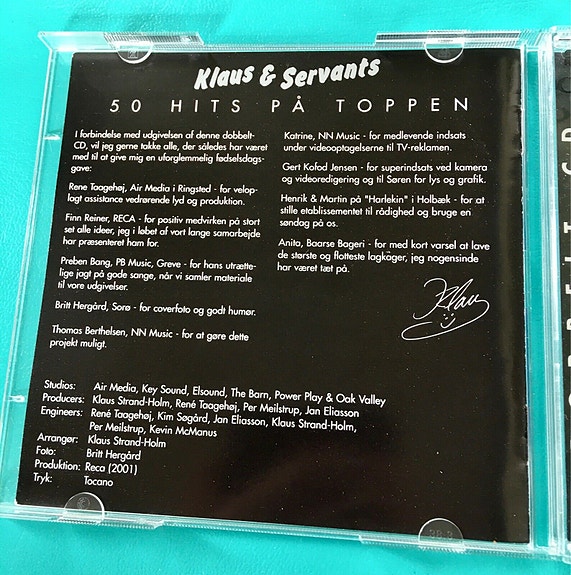 Klaus & Servants
50 HITS PÅ TOPPEN
I forbindelse med udgivelsen af denne dobbelt-
CD, vil jeg gerne takke alle, der således har været
med til at give mig en uforglemmelig fødselsdags-
gave:
Rene Taagehøj, Air Media i Ringsted - for velop-
lagt assistance vedrørende lyd og produktion.
Finn Reiner, RECA - for positiv medvirken på stort
set alle ideer, jeg i løbet af vort lange samarbejde
har præsenteret ham for.
Preben Bang, PB Music, Greve - for hans utrætte-
lige jagt på gode sange, når vi samler materiale
til vore udgivelser.
Britt Hergård, Sorø - for coverfoto og godt humør.
Thomas Berthelsen, NN Music - for at gøre dette
projekt muligt.
Katrine, NN Music - for medlevende indsats
under videooptagelserne til TV-reklamen.
Gert Kofod Jensen - for superindsats ved kamera
og videoredigering og til Søren for lys og grafik.
Henrik & Martin på "Harlekin" i Holbæk - for at
stille etablissementet til rådighed og bruge en
søndag på os.
Anita, Baarse Bageri - for med kort varsel at lave
de største og flotteste lagkager, jeg nogensinde
har været tæt på.
Klaus
Studios: Air Media, Key Sound, Elsound, The Barn, Power Play & Oak Valley
Producers: Klaus Strand-Holm, René Taagehøj, Per Meilstrup, Jan Eliasson
Engineers: René Taagehøj, Kim Søgård, Jan Eliasson, Klaus Strand-Holm,
Per Meilstrup, Kevin McManus
Arrangør: Klaus Strand-Holm
Foto: Britt Hergård
Produktion: Reca (2001)
Tryk: Tocano